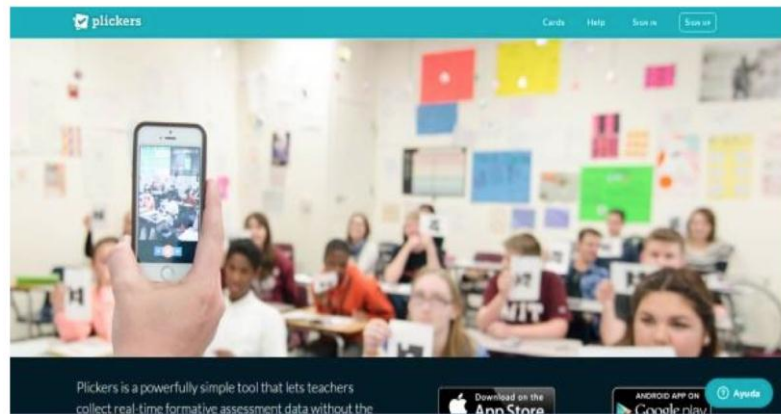 plickers
Cards Help SIGN IN SIGN UP
MIT
Plickers is a powerfully simple tool that lets teachers
collect real-time formative assessment data without the
Download on the
App Store
ANDROID APP ON
Google play
Ayuda